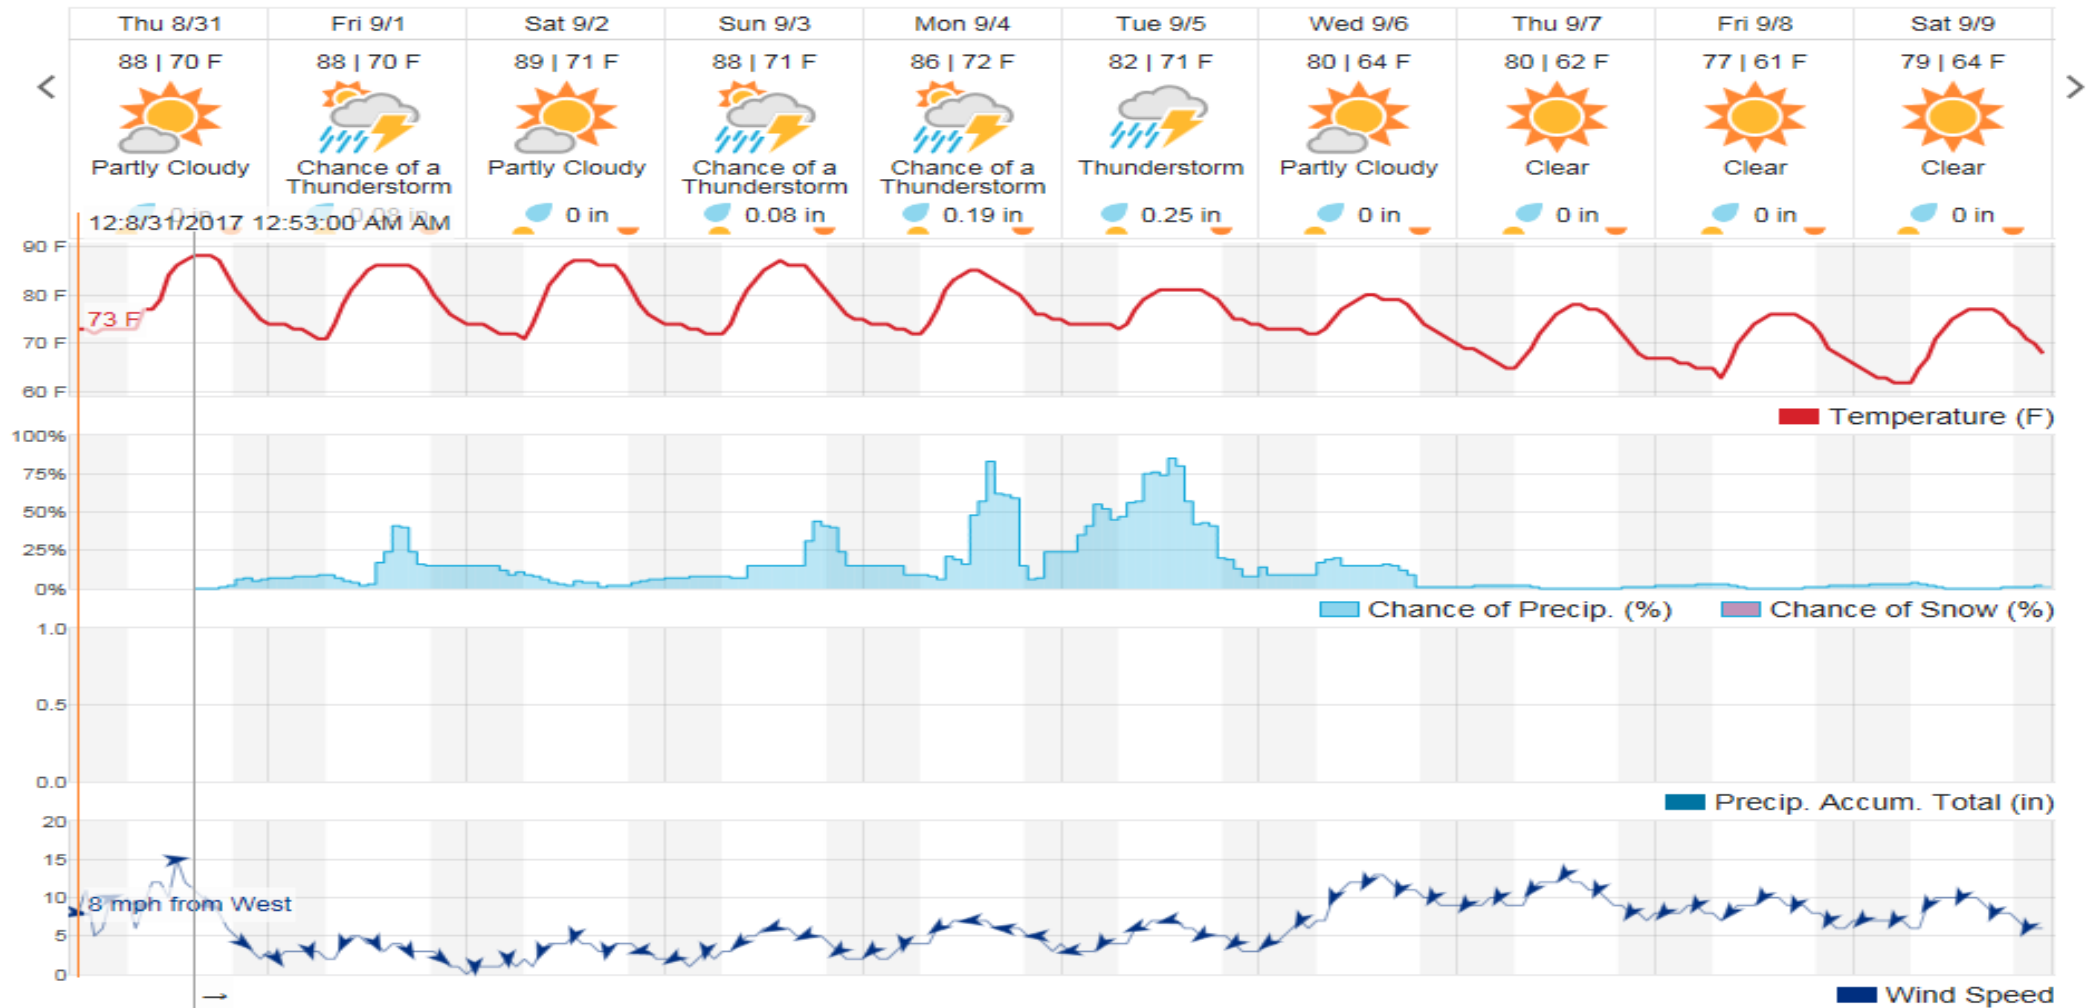 Thu 8/31 Fri 9/1 Sat 9/2 Sun 9/3 Mon 9/4 Tue 9/5 Wed 9/6 Thu 9/7 Fri 9/8 Sat 9/9
88 | 70 F 88 | 70 F 89 | 71 F 88 | 71 F 86 | 72 F 82 | 71 F 80 | 64 F 80 | 62 F 77 | 61 F 79 | 64 F
Partly Cloudy Chance of a Thunderstorm Partly Cloudy Chance of a Thunderstorm Chance of a Thunderstorm Thunderstorm Partly Cloudy Clear Clear Clear
0 in 0.08 in 0 in 0.08 in 0.19 in 0.25 in 0 in 0 in 0 in 0 in
12:8/31/2017 12:53:00 AM AM
90 F
80 F
73 F
70 F
60 F
Temperature (F)
100%
75%
50%
25%
0%
Chance of Precip. (%) Chance of Snow (%)
1.0
0.5
0.0
Precip. Accum. Total (in)
20
15
10
8 mph from West
5
0
Wind Speed